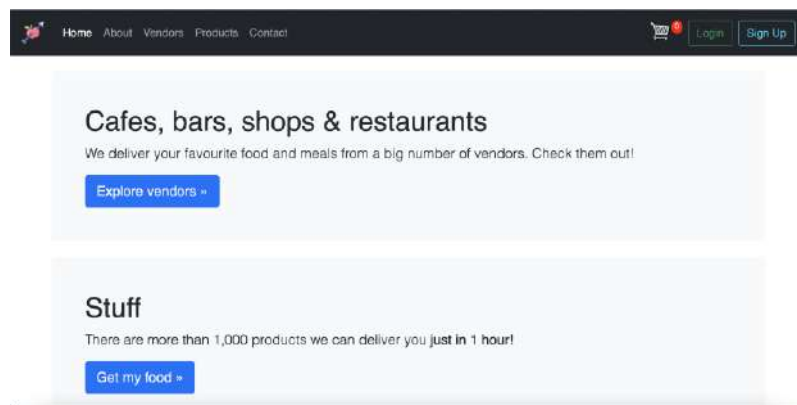 Home About Vendors Products Contact 0 Login Sign Up
Cafes, bars, shops & restaurants
We deliver your favourite food and meals from a big number of vendors. Check them out!
Explore vendors »
Stuff
There are more than 1,000 products we can deliver you just in 1 hour!
Get my food »